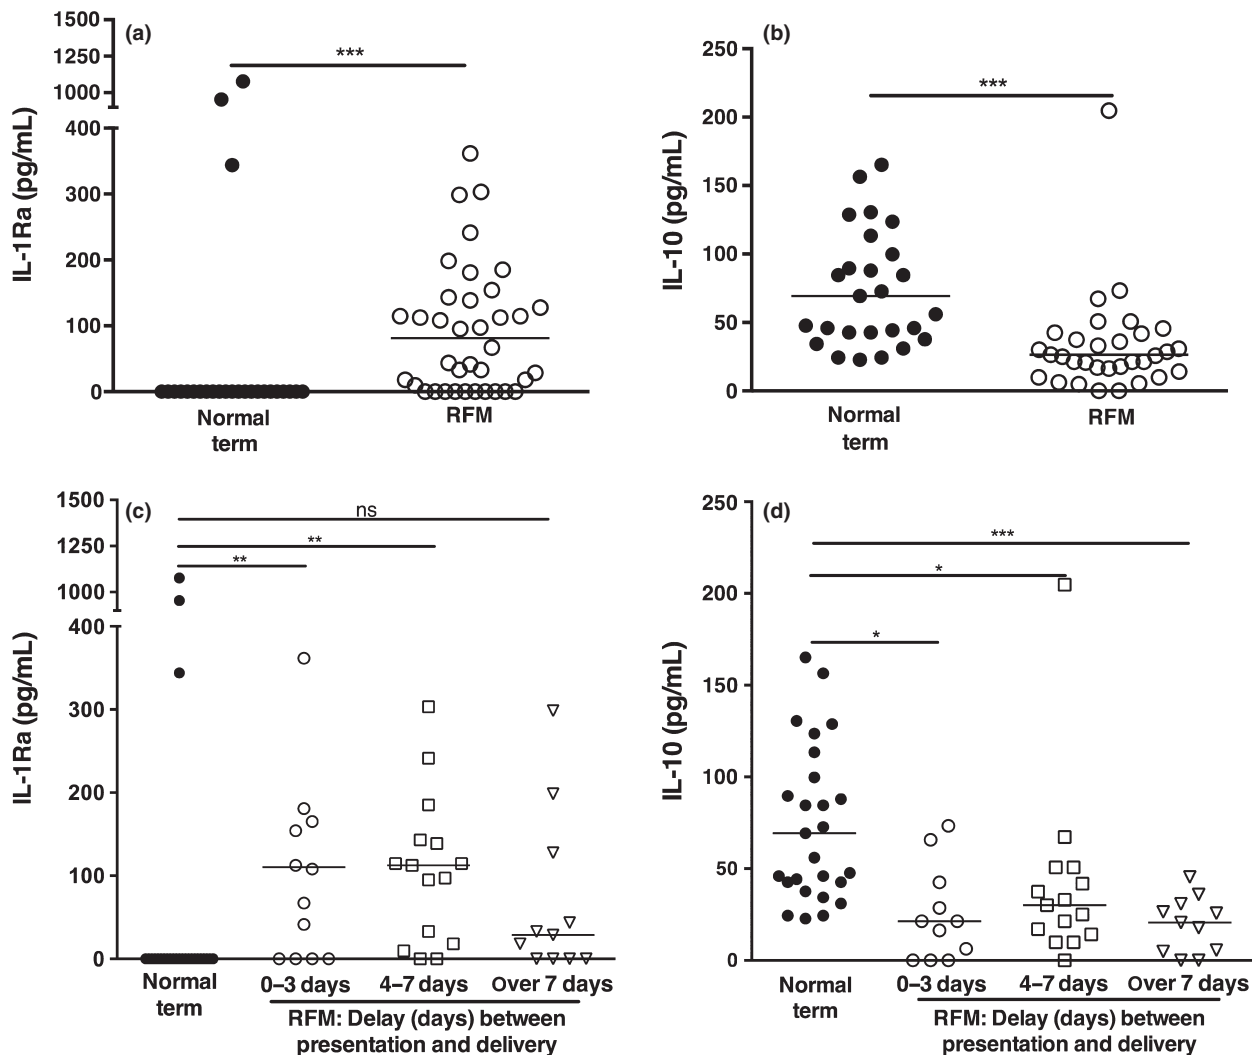 (a)
1500
1250
1000
400
300
200
100
0
IL-1Ra (pg/mL)
***
Normal
term
RFM
(b)
250
200
150
100
50
0
IL-10 (pg/mL)
***
Normal
term
RFM
(c)
1500
1250
1000
400
300
200
100
0
IL-1Ra (pg/mL)
ns
**
**
Normal
term
0–3 days
4–7 days
Over 7 days
RFM: Delay (days) between
presentation and delivery
(d)
250
200
150
100
50
0
IL-10 (pg/mL)
***
*
*
Normal
term
0–3 days
4–7 days
Over 7 days
RFM: Delay (days) between
presentation and delivery